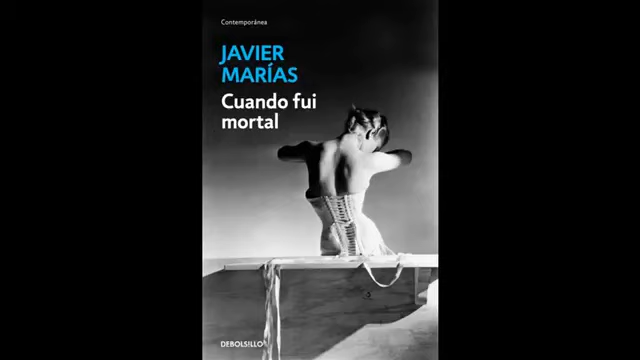 Contemporánea
JAVIER
MARÍAS
Cuando fui
mortal
DEBOLSILLO